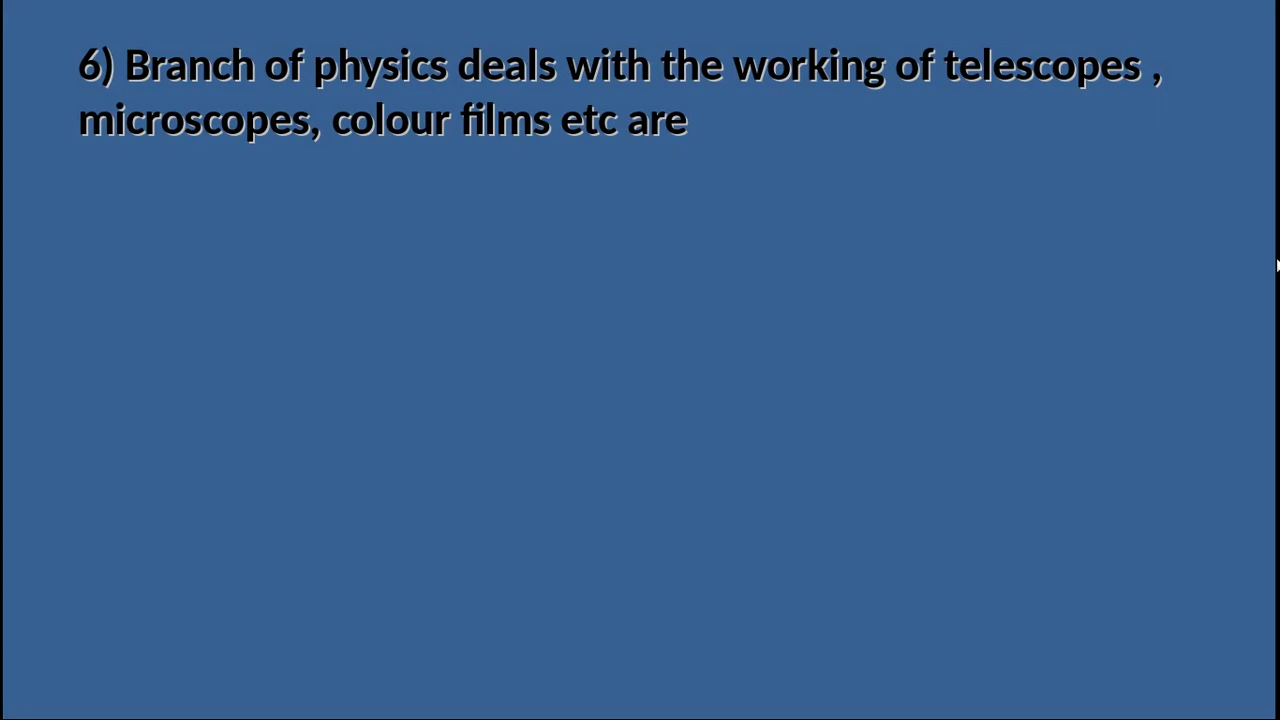 6) Branch of physics deals with the working of telescopes ,
microscopes, colour films etc are